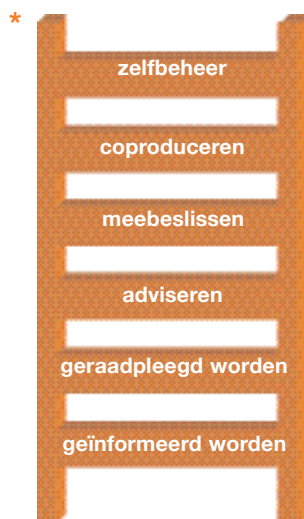 *
zelfbeheer
coproduceren
meebeslissen
adviseren
geraadpleegd worden
geïnformeerd worden